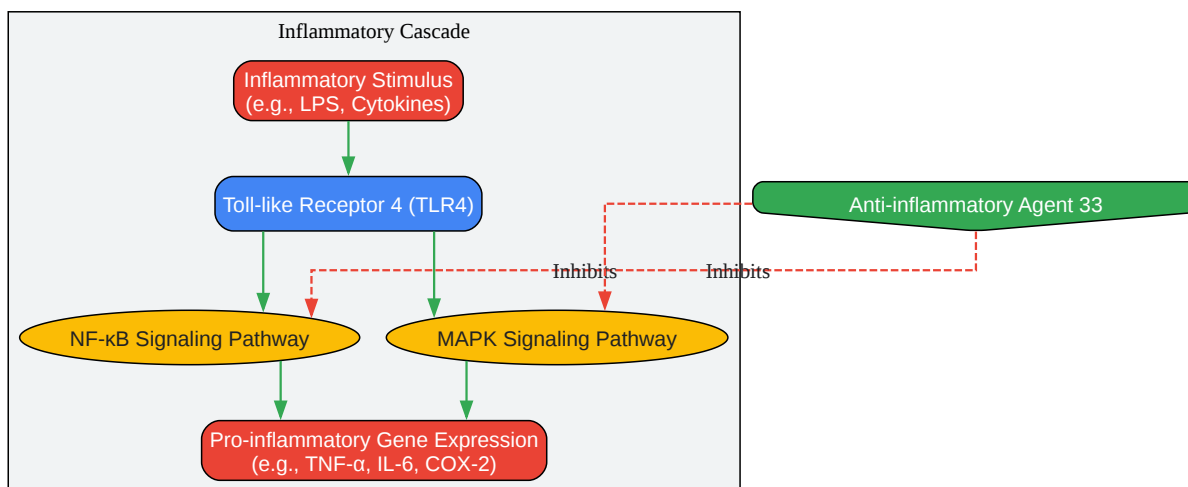 Inflammatory Cascade
Inflammatory Stimulus
(e.g., LPS, Cytokines)
Toll-like Receptor 4 (TLR4)
Anti-inflammatory Agent 33
Inhibits
Inhibits
NF-κB Signaling Pathway
MAPK Signaling Pathway
Pro-inflammatory Gene Expression
(e.g., TNF-α, IL-6, COX-2)